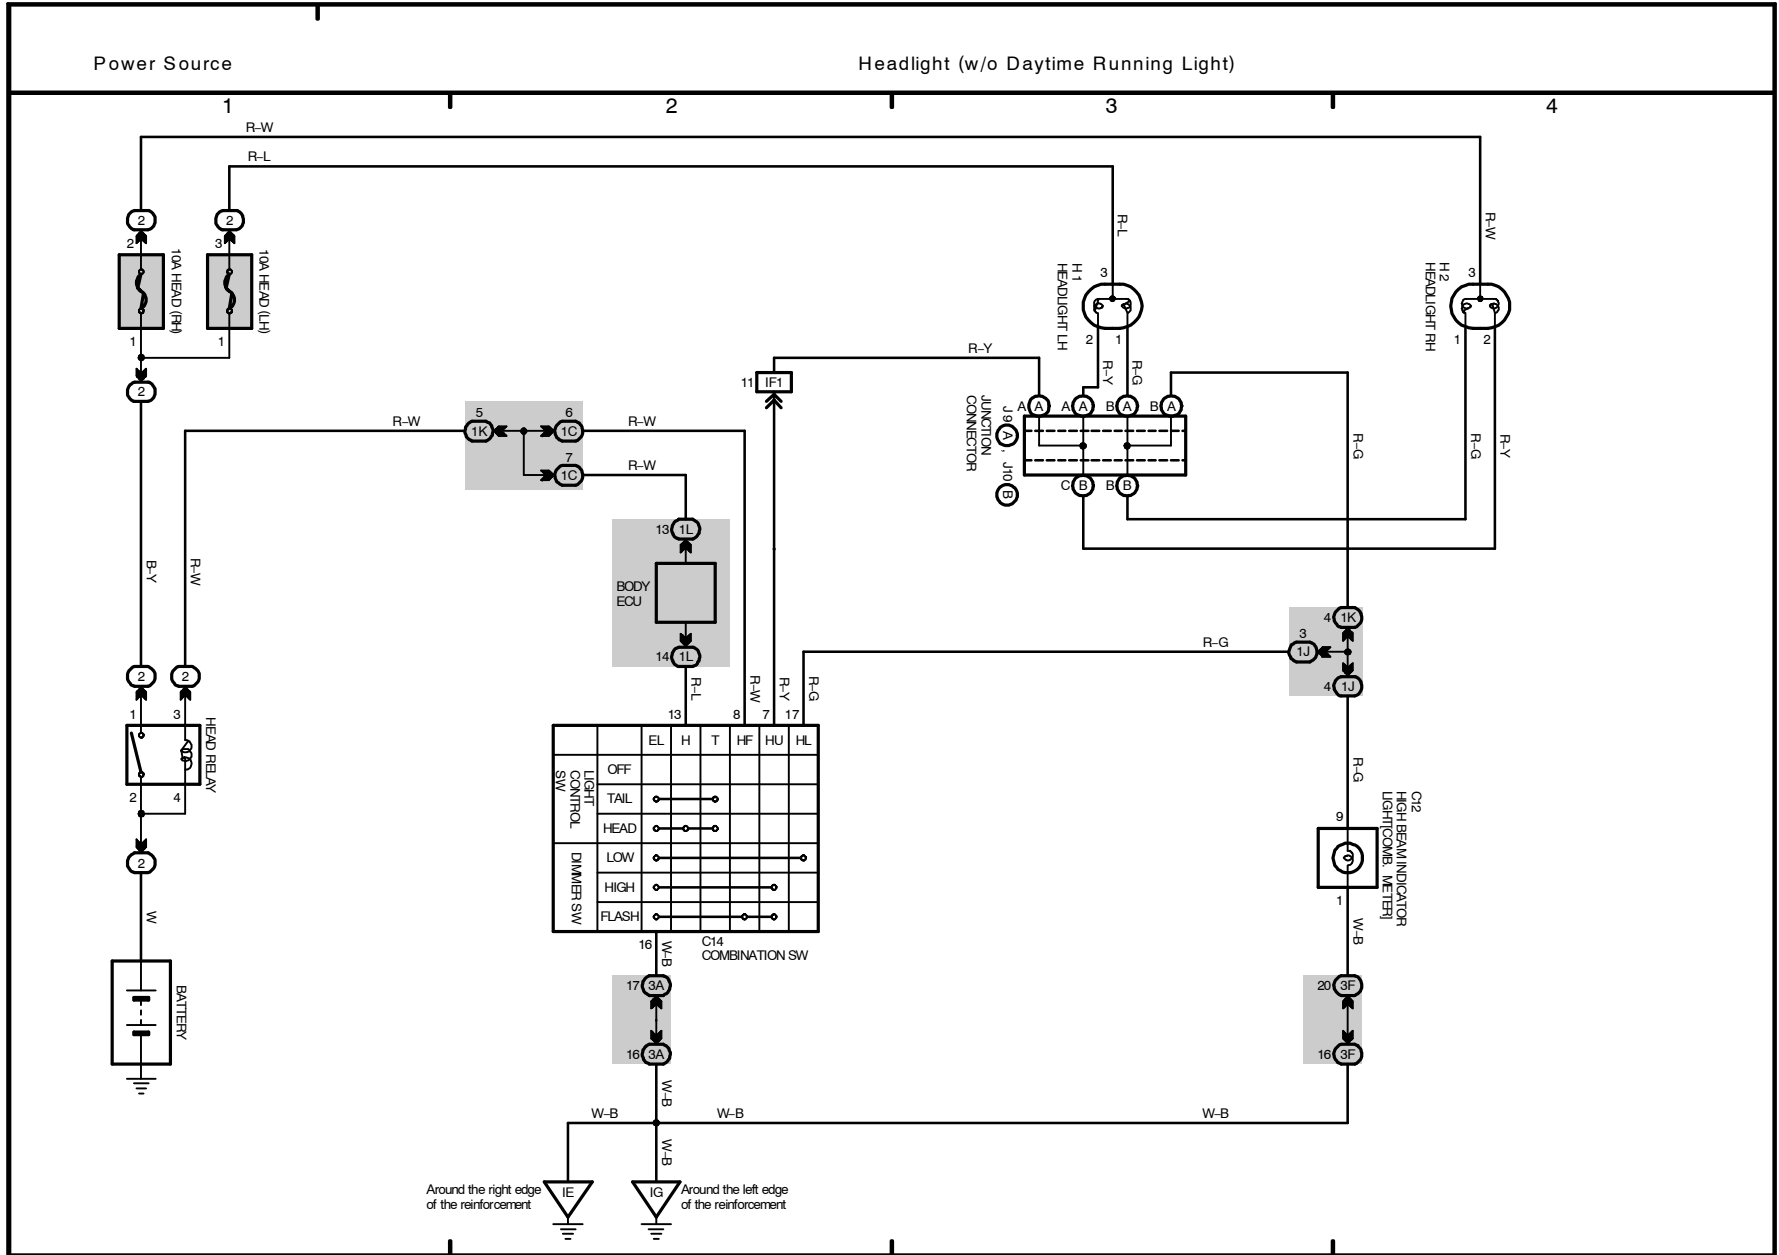 Power Source
Headlight (w/o Daytime Running Light)
1
2
3
4
R–W
R–L
2
2
2
3
10A HEAD (RH)
10A HEAD (LH)
1
1
2
R–L
R–W
H 1
HEADLIGHT LH
3
2
1
H 2
HEADLIGHT RH
3
1
2
R–Y
11
IF1
R–Y
R–G
JUNCTION
CONNECTOR
J 9 A , J10 B
A A
A A
B A
B A
C B
B B
R–G
R–G
R–Y
R–W
5
1K
6
1C
R–W
7
1C
R–W
13 1L
BODY
ECU
14 1L
B–Y
R–W
R–L
R–W
R–Y
R–G
R–G
4 1K
3
1J
4 1J
2
2
1
3
HEAD RELAY
2
4
2
W
BATTERY
13
8
7
17
EL H T HF HU HL
LIGHT
CONTROL
SW
OFF
TAIL
HEAD
DIMMER SW
LOW
HIGH
FLASH
16
W–B
C14
COMBINATION SW
R–G
9
C12
HIGH BEAM INDICATOR
LIGHT[COMB. METER]
1
W–B
17 3A
16 3A
20 3F
16 3F
W–B
W–B
W–B
W–B
W–B
Around the right edge
of the reinforcement
IE
IG
Around the left edge
of the reinforcement